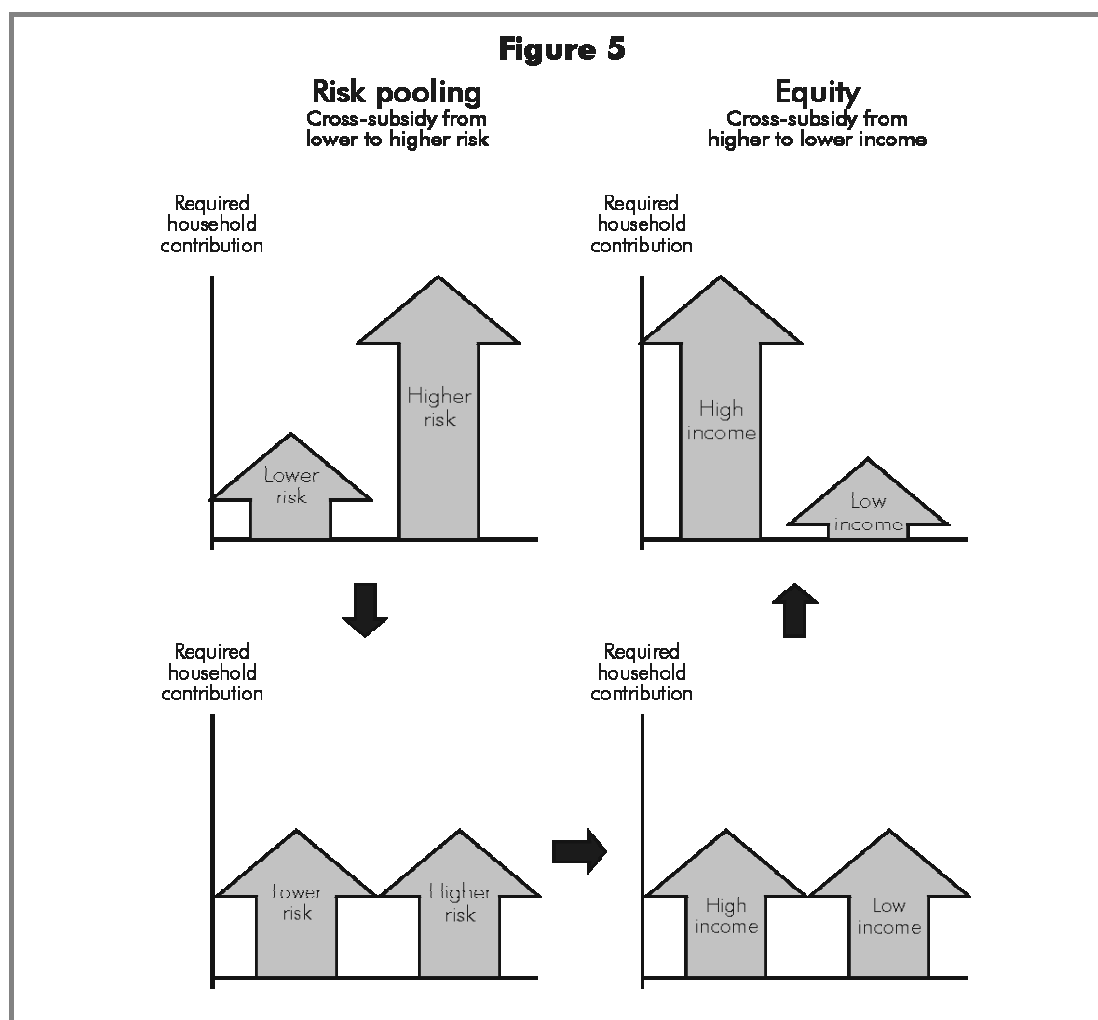 Figure 5
Risk pooling
Cross-subsidy from
lower to higher risk
Equity
Cross-subsidy from
higher to lower income
Required
household
contribution
Lower
risk
Higher
risk
Required
household
contribution
High
income
Low
income
Required
household
contribution
Lower
risk
Higher
risk
Required
household
contribution
High
income
Low
income